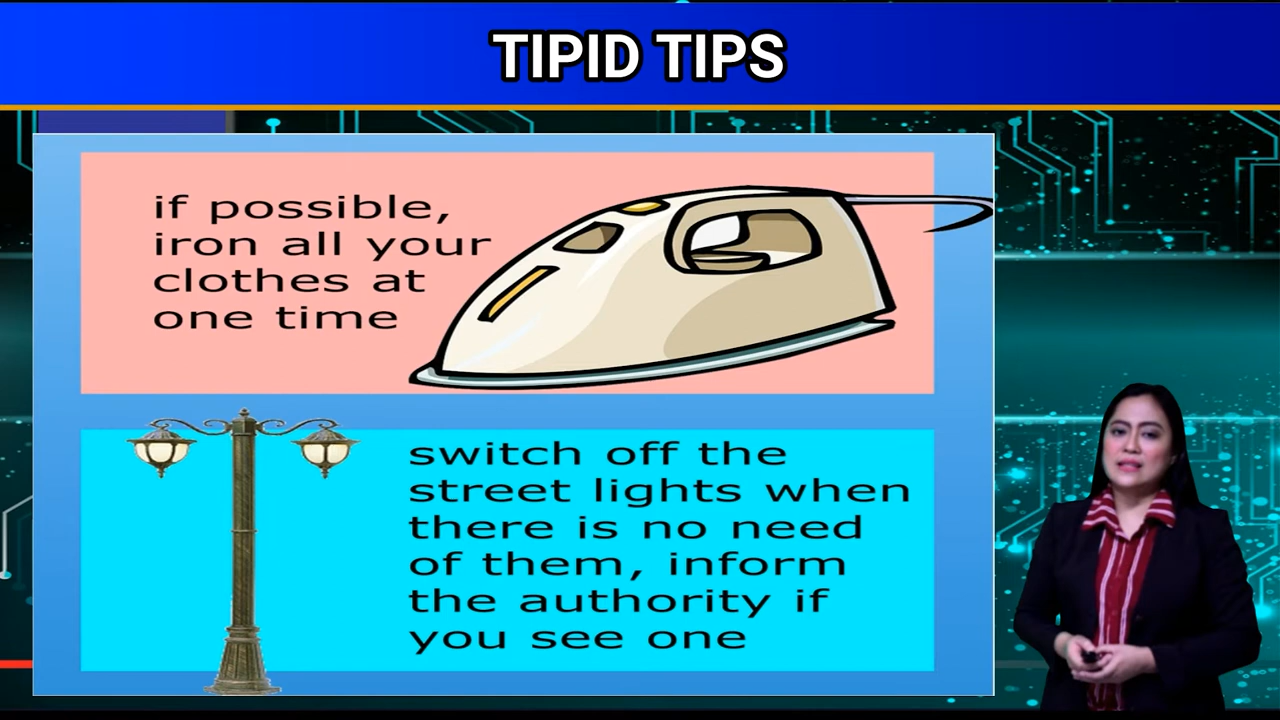 TIPID TIPS
if possible,
iron all your
clothes at
one time
switch off the
street lights when
there is no need
of them, inform
the authority if
you see one